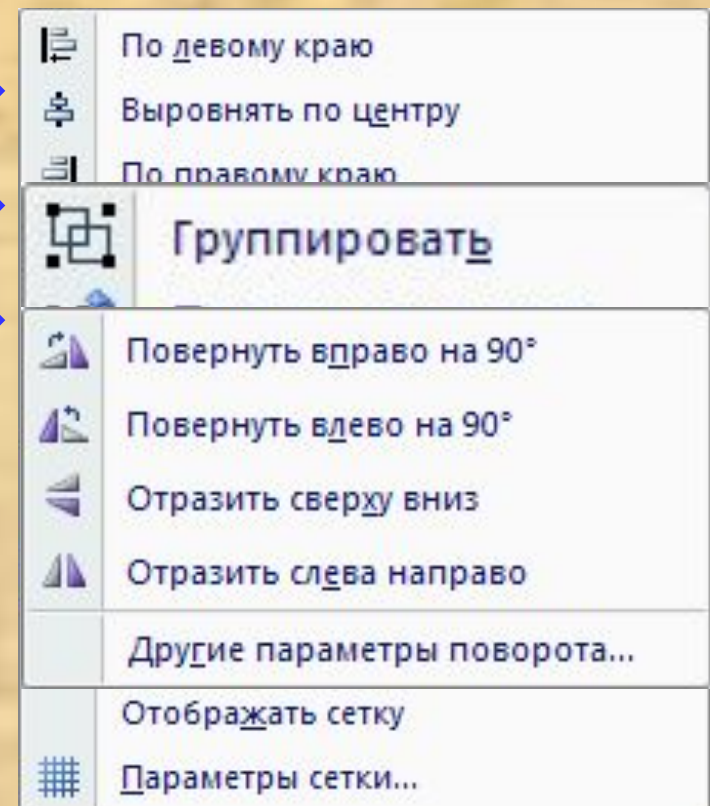 По левому краю
Выровнять по центру
По правому краю
Группировать
Повернуть вправо на 90°
Повернуть влево на 90°
Отразить сверху вниз
Отразить слева направо
Другие параметры поворота...
Отображать сетку
Параметры сетки...